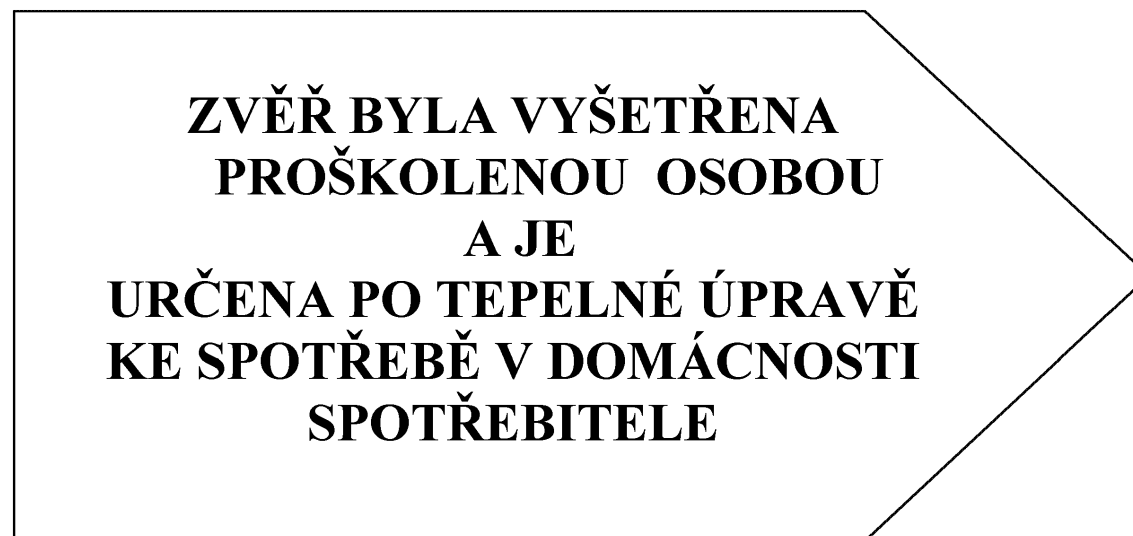 ZVĚŘ BYLA VYŠETŘENA
PROŠKOLENOU OSOBOU
A JE
URČENA PO TEPELNÉ ÚPRAVĚ
KE SPOTŘEBĚ V DOMÁCNOSTI
SPOTŘEBITELE